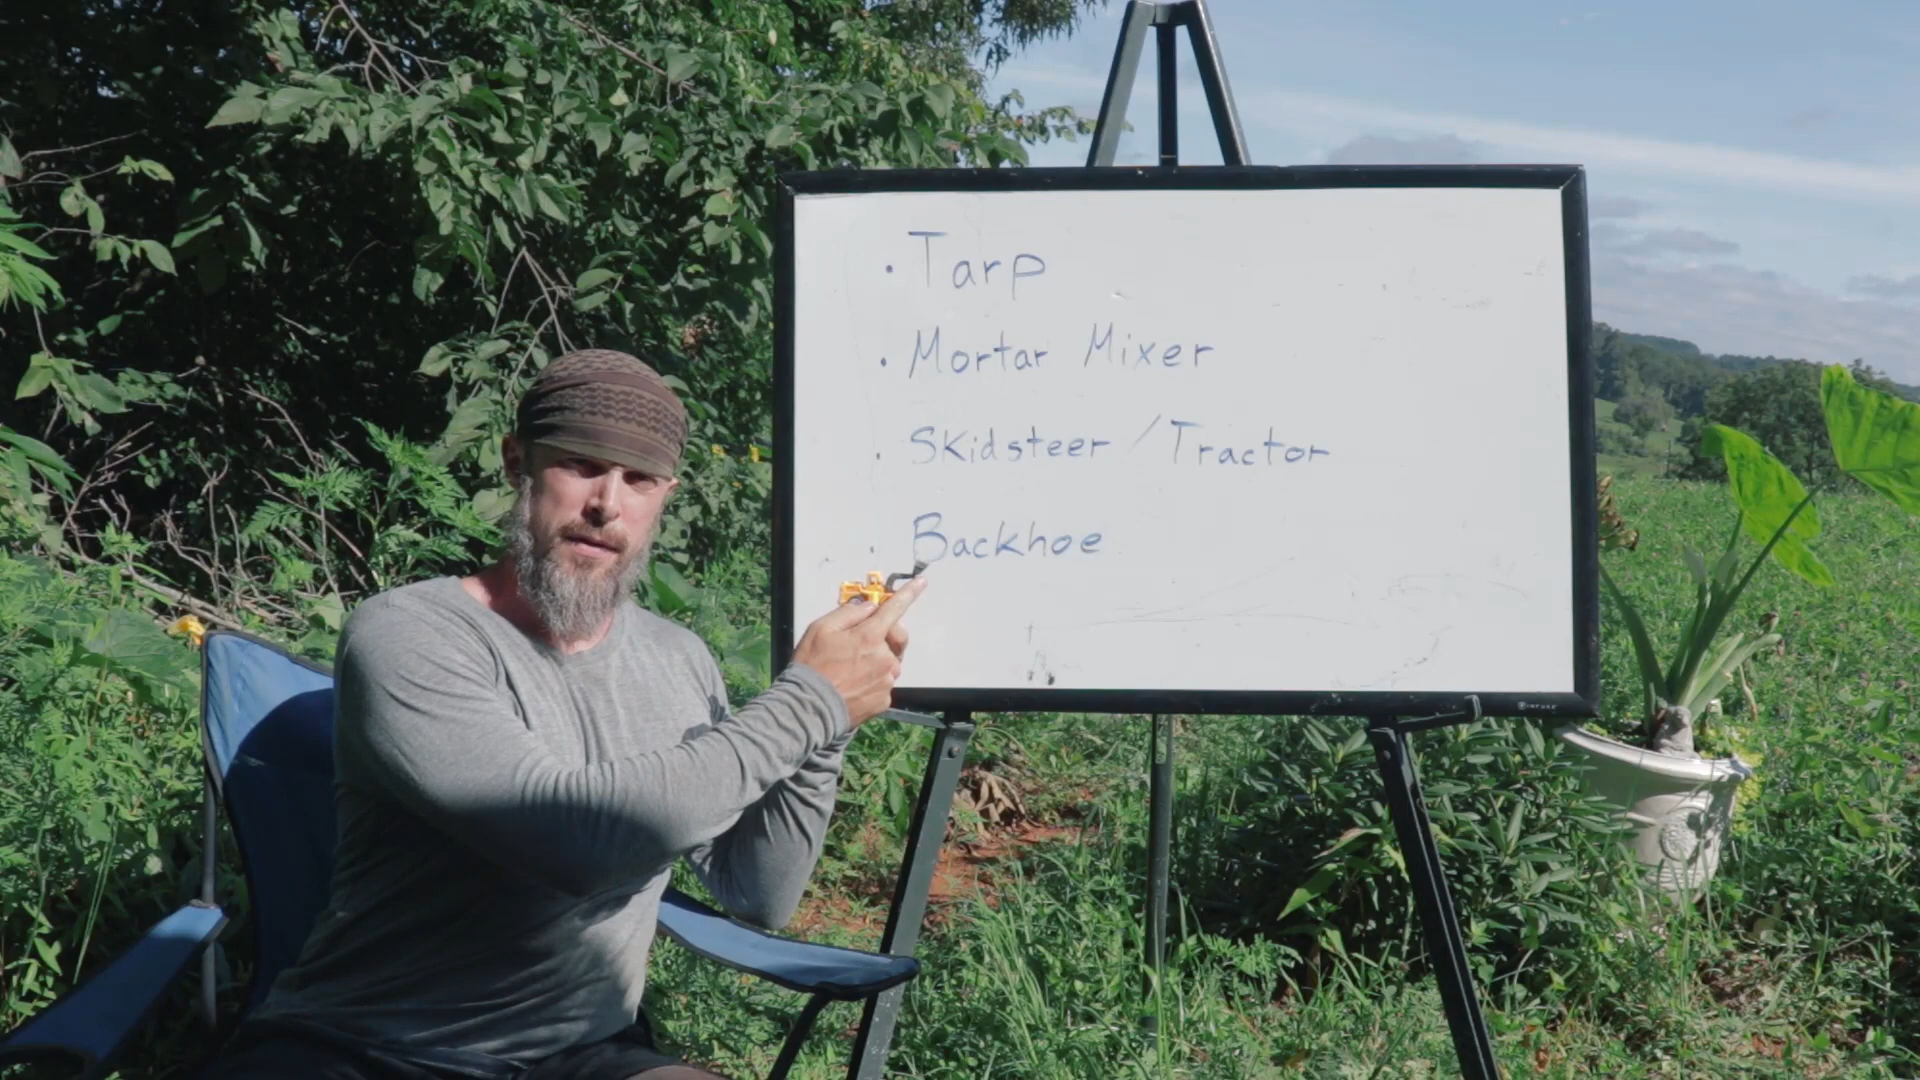 • Tarp
• Mortar Mixer
• Skidsteer / Tractor
• Backhoe